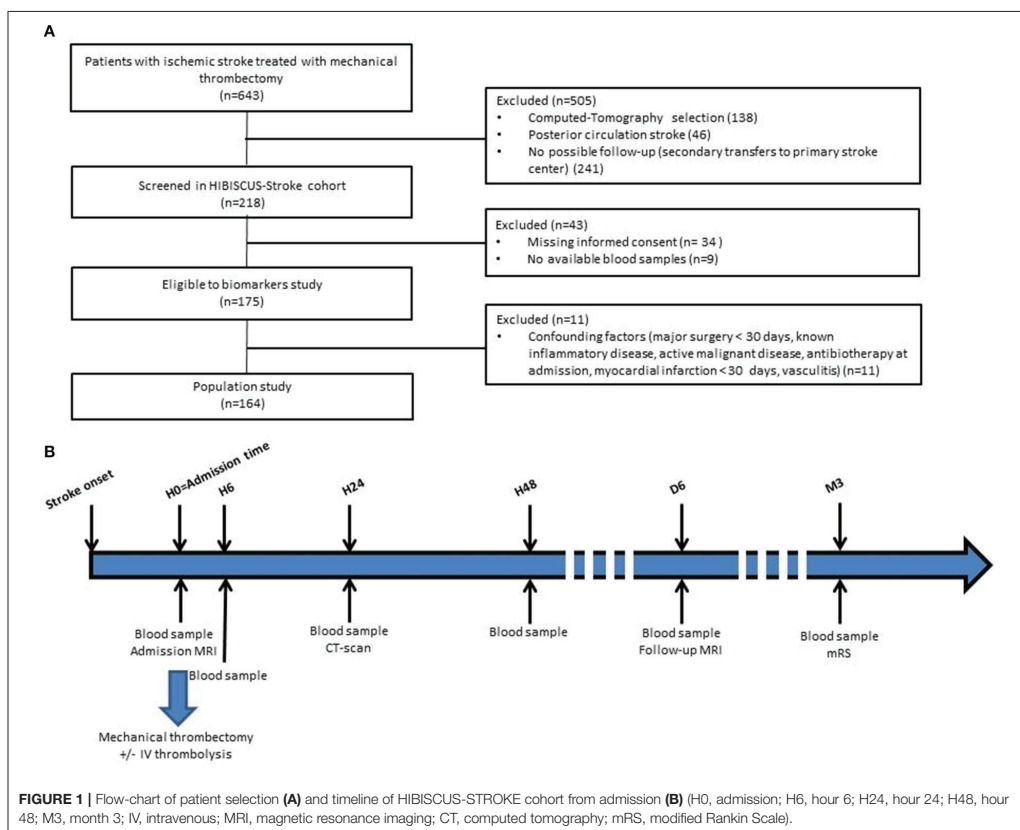 A
Patients with ischemic stroke treated with mechanical
thrombectomy
(n=643)
Excluded (n=505)
• Computed-Tomography selection (138)
• Posterior circulation stroke (46)
• No possible follow-up (secondary transfers to primary stroke
center) (241)
Screened in HIBISCUS-Stroke cohort
(n=218)
Excluded (n=43)
• Missing informed consent (n= 34 )
• No available blood samples (n=9)
Eligible to biomarkers study
(n=175)
Excluded (n=11)
• Confounding factors (major surgery < 30 days, known
inflammatory disease, active malignant disease, antibiotherapy at
admission, myocardial infarction <30 days, vasculitis) (n=11)
Population study
(n=164)
B
Stroke onset
H0=Admission time
H6
H24
H48
D6
M3
Blood sample
Admission MRI
Blood sample
Blood sample
CT-scan
Blood sample
Blood sample
Follow-up MRI
Blood sample
mRS
Mechanical thrombectomy
+/- IV thrombolysis
FIGURE 1 | Flow-chart of patient selection (A) and timeline of HIBISCUS-STROKE cohort from admission (B) (H0, admission; H6, hour 6; H24, hour 24; H48, hour
48; M3, month 3; IV, intravenous; MRI, magnetic resonance imaging; CT, computed tomography; mRS, modified Rankin Scale).